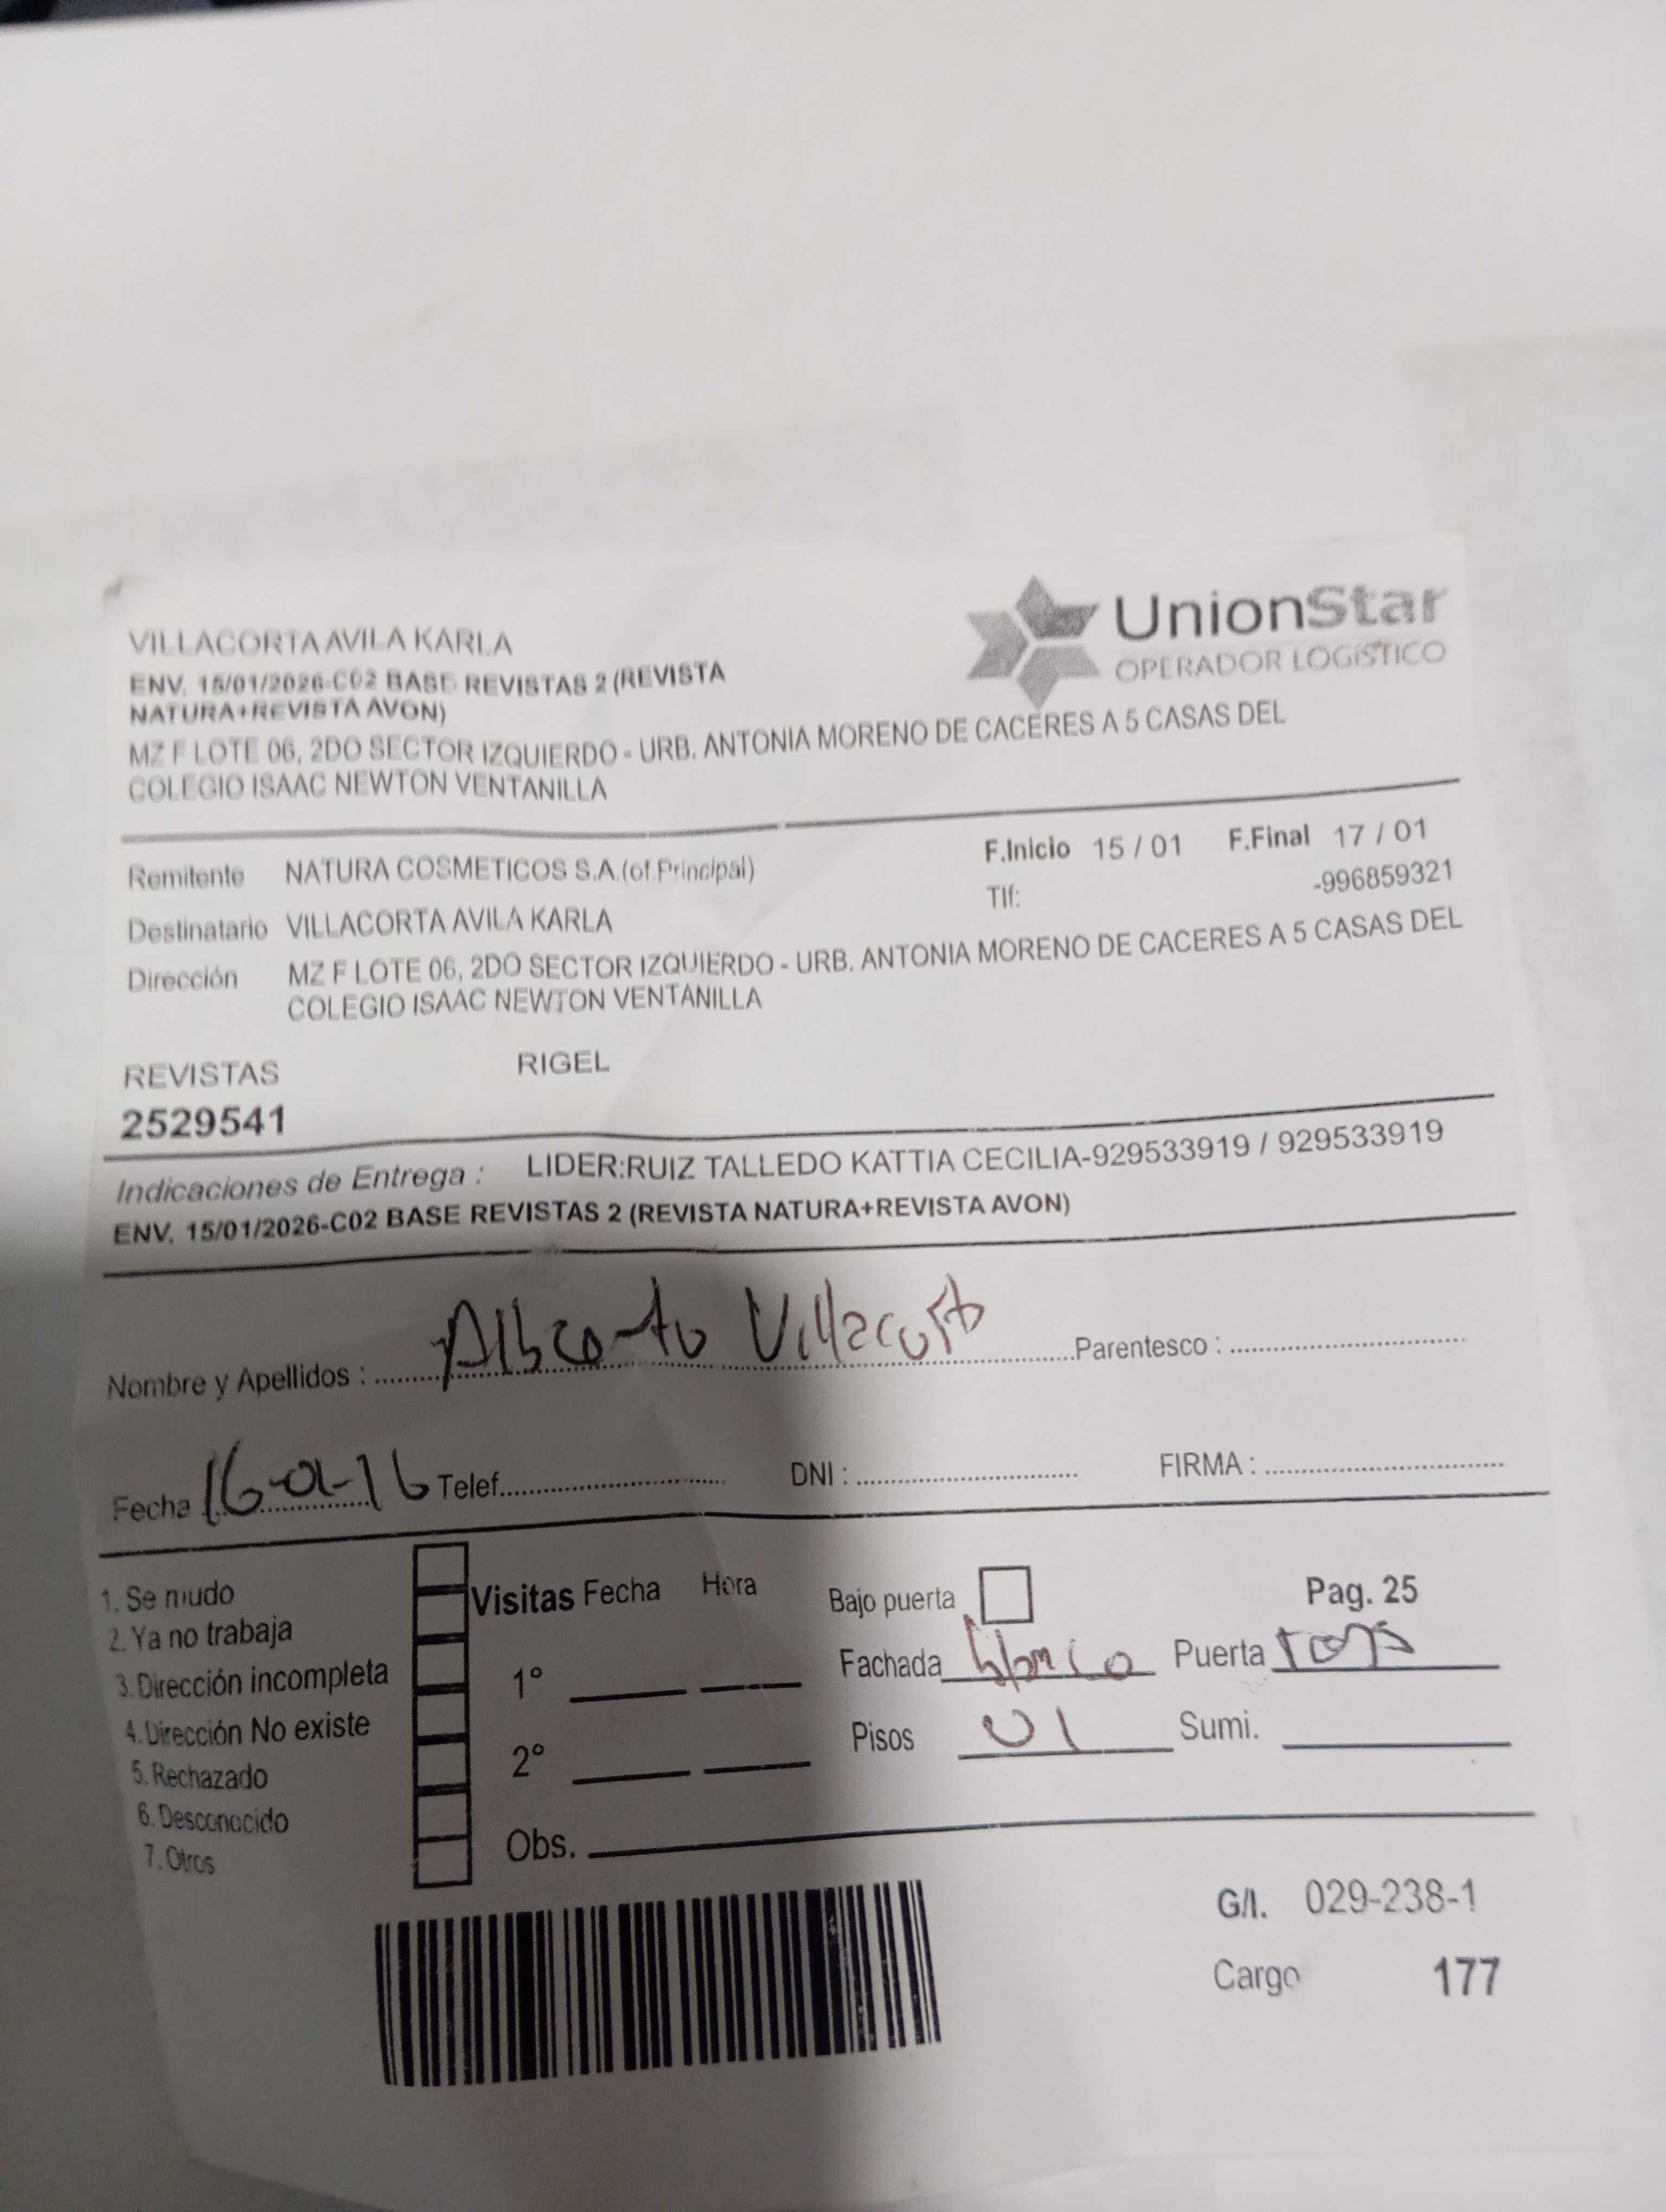 VILLACORTA AVILA KARLA
UnionStar
OPERADOR LOGÍSTICO
ENV. 15/01/2026-C02 BASE REVISTAS 2 (REVISTA
NATURA+REVISTA AVON)
MZ F LOTE 06, 2DO SECTOR IZQUIERDO - URB. ANTONIA MORENO DE CACERES A 5 CASAS DEL
COLEGIO ISAAC NEWTON VENTANILLA
Remitente NATURA COSMETICOS S.A.(of.Principal) F.Inicio 15 / 01 F.Final 17 / 01
Tlf: -996859321
Destinatario VILLACORTA AVILA KARLA
Dirección MZ F LOTE 06, 2DO SECTOR IZQUIERDO - URB. ANTONIA MORENO DE CACERES A 5 CASAS DEL
COLEGIO ISAAC NEWTON VENTANILLA
REVISTAS RIGEL
2529541
Indicaciones de Entrega : LIDER:RUIZ TALLEDO KATTIA CECILIA-929533919 / 929533919
ENV. 15/01/2026-C02 BASE REVISTAS 2 (REVISTA NATURA+REVISTA AVON)
Nombre y Apellidos : Alberto Villacorta Parentesco :
Fecha 16-01-16 Telef. DNI : FIRMA :
1. Se mudo
2. Ya no trabaja
3. Dirección incompleta
4. Dirección No existe
5. Rechazado
6. Desconocido
7. Otros
Visitas Fecha Hora
1°
2°
Obs.
Bajo puerta Pag. 25
Fachada blanco Puerta roja
Pisos 01 Sumi.
G/I. 029-238-1
Cargo 177